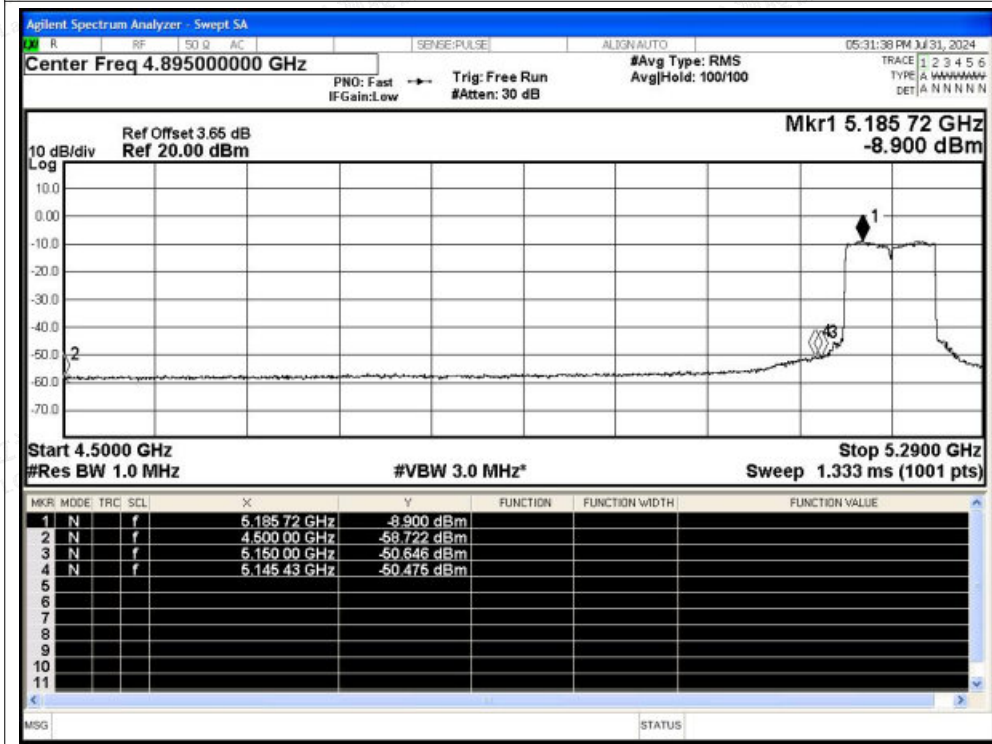 Agilent Spectrum Analyzer - Swept SA
R RF 50 Ω AC SENSE:PULSE ALIGN AUTO 05:31:38 PM Jul 31, 2024
Center Freq 4.895000000 GHz
PNO: Fast Trig: Free Run
IFGain:Low #Atten: 30 dB
#Avg Type: RMS
Avg|Hold: 100/100
TRACE 1 2 3 4 5 6
TYPE A
DET A N N N N N
Ref Offset 3.65 dB
10 dB/div Ref 20.00 dBm
Log
Mkr1 5.185 72 GHz
-8.900 dBm
10.0
0.00
-10.0
-20.0
-30.0
-40.0
-50.0
-60.0
-70.0
1
2
43
Start 4.5000 GHz Stop 5.2900 GHz
#Res BW 1.0 MHz #VBW 3.0 MHz* Sweep 1.333 ms (1001 pts)
MKR MODE TRC SCL X Y FUNCTION FUNCTION WIDTH FUNCTION VALUE
1 N f 5.185 72 GHz -8.900 dBm
2 N f 4.500 00 GHz -58.722 dBm
3 N f 5.150 00 GHz -50.646 dBm
4 N f 5.145 43 GHz -50.475 dBm
5
6
7
8
9
10
11
MSG STATUS